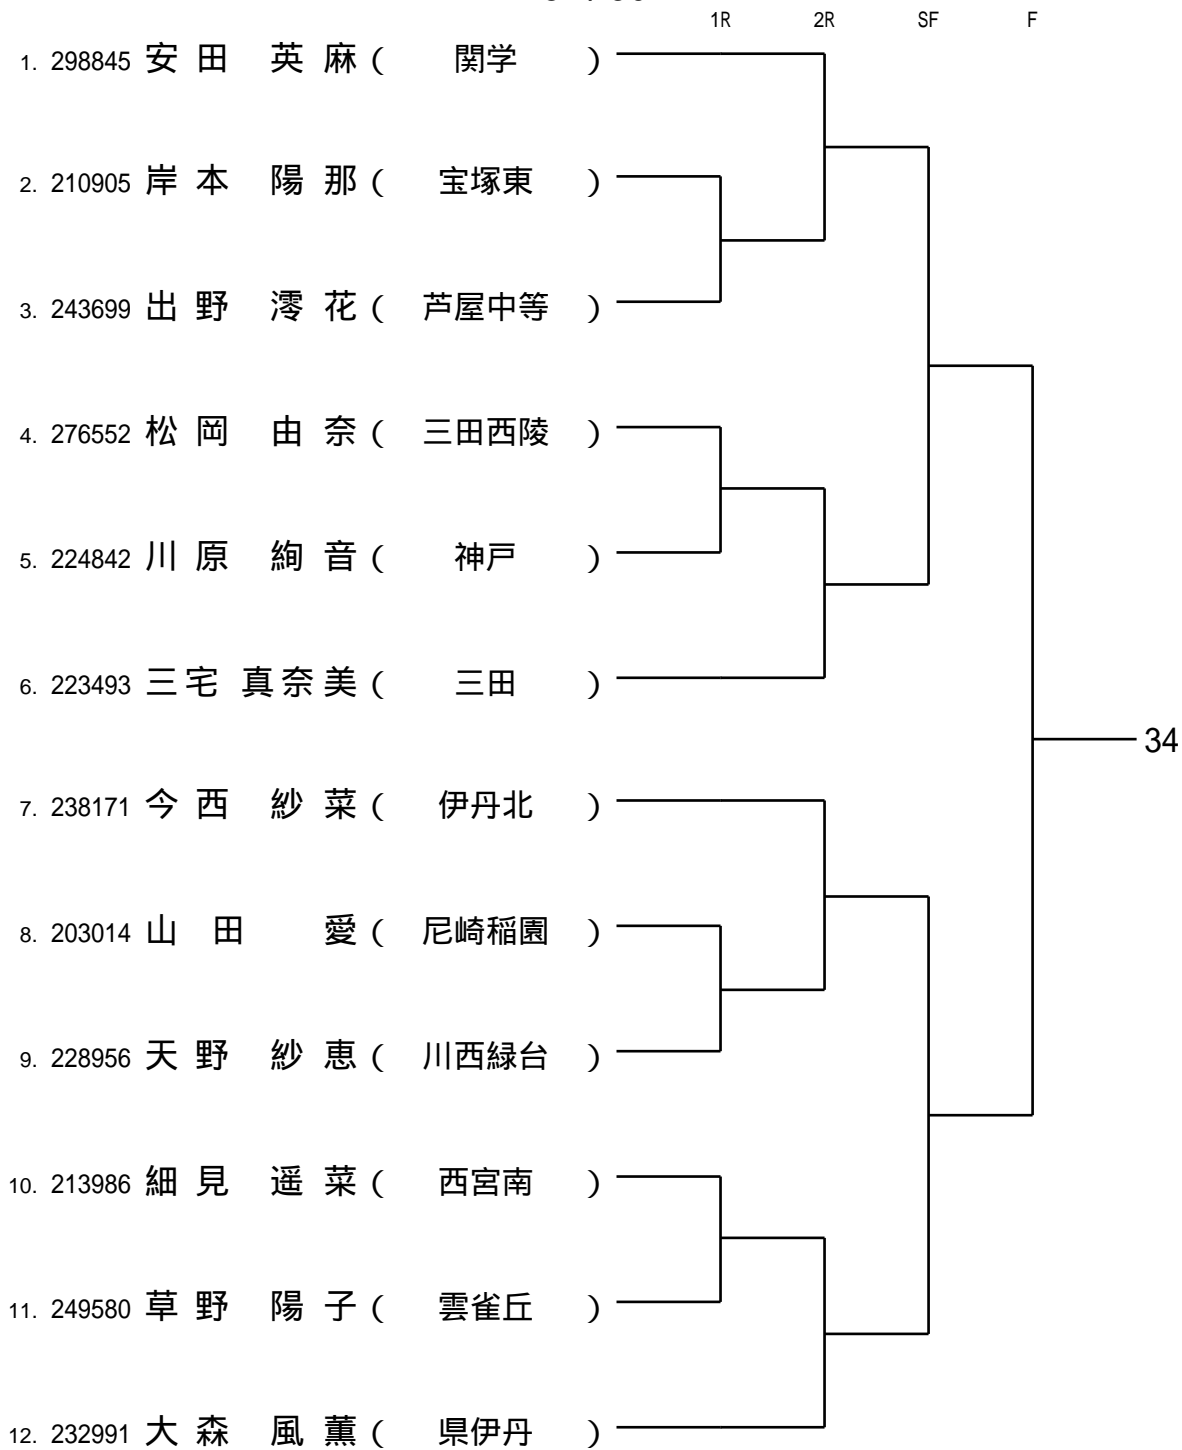 1R 2R SF F
1. 298845 安田 英麻 ( 関学 )
2. 210905 岸本 陽那 ( 宝塚東 )
3. 243699 出野 澪花 ( 芦屋中等 )
4. 276552 松岡 由奈 ( 三田西陵 )
5. 224842 川原 絢音 ( 神戸 )
6. 223493 三宅 真奈美 ( 三田 )
34
7. 238171 今西 紗菜 ( 伊丹北 )
8. 203014 山田 愛 ( 尼崎稲園 )
9. 228956 天野 紗恵 ( 川西緑台 )
10. 213986 細見 遥菜 ( 西宮南 )
11. 249580 草野 陽子 ( 雲雀丘 )
12. 232991 大森 風薫 ( 県伊丹 )